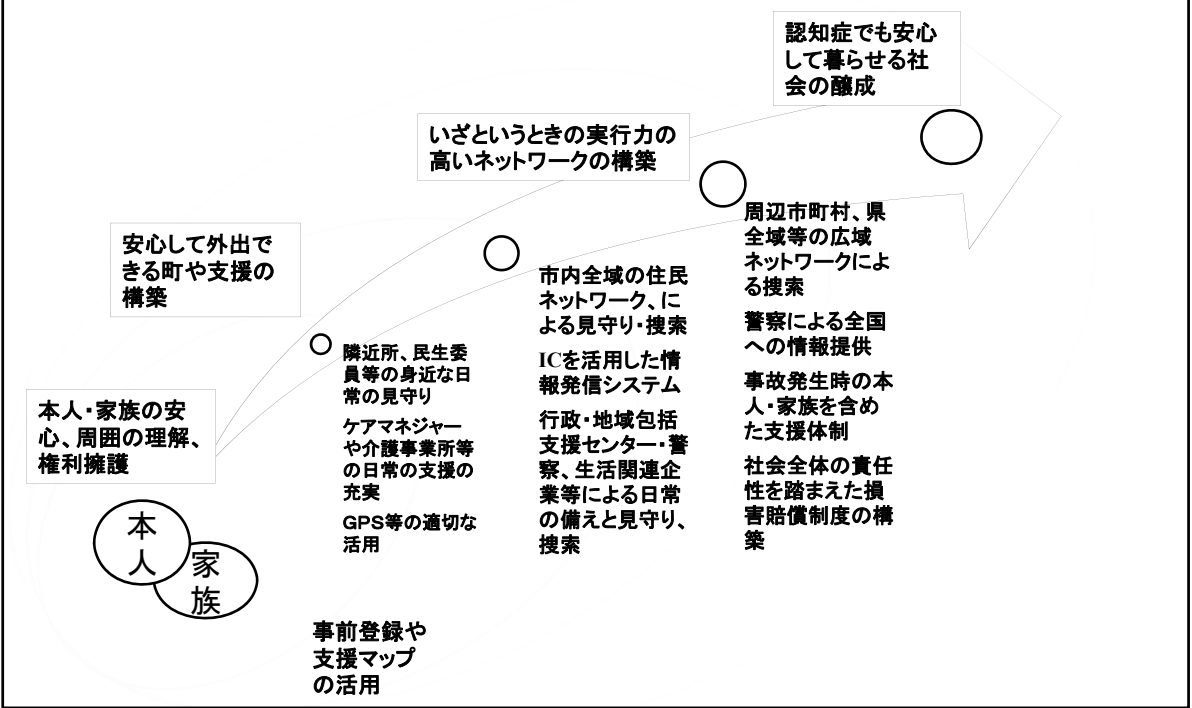 認知症でも安心
して暮らせる社
会の醸成
いざというときの実行力の
高いネットワークの構築
安心して外出で
きる町や支援の
構築
本人・家族の安
心、周囲の理解、
権利擁護
本
人
家
族
隣近所、民生委
員等の身近な日
常の見守り
ケアマネジャー
や介護事業所等
の日常の支援の
充実
GPS等の適切な
活用
事前登録や
支援マップ
の活用
市内全域の住民
ネットワーク、に
よる見守り・捜索
ICを活用した情
報発信システム
行政・地域包括
支援センター・警
察、生活関連企
業等による日常
の備えと見守り、
捜索
周辺市町村、県
全域等の広域
ネットワークによ
る捜索
警察による全国
への情報提供
事故発生時の本
人・家族を含め
た支援体制
社会全体の責任
性を踏まえた損
害賠償制度の構
築